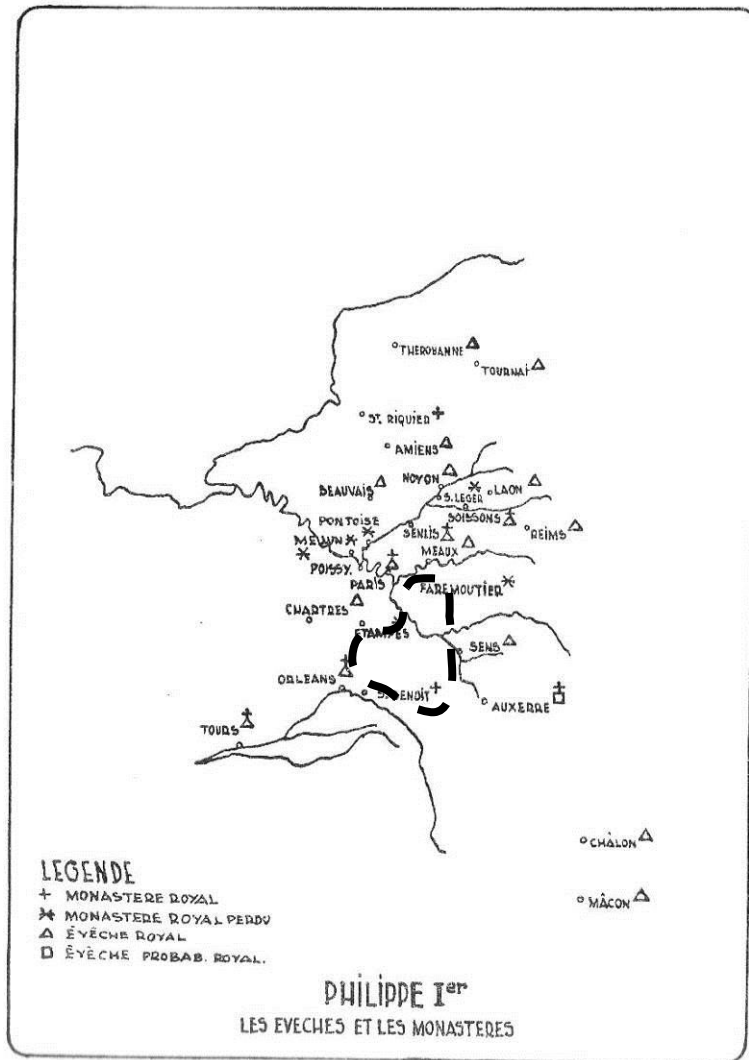 THEROUANNE
TOURNAI
ST. RIQUIER
AMIENS
NOYON
BEAUVAIS
S. LEGER
LAON
PONTOISE
SOISSONS
SENLIS
REIMS
MEUUN
MEAUX
POISSY
PARIS
FAREMOUTIER
CHARTRES
ETAMPES
SENS
ORLEANS
AUXERRE
TOURS
CHÂLON
MÂCON
LEGENDE
MONASTERE ROYAL
MONASTERE ROYAL PERDU
ÉVÊCHE ROYAL
ÉVÊCHE PROBAB. ROYAL.
PHILIPPE Ier
LES EVECHES ET LES MONASTERES